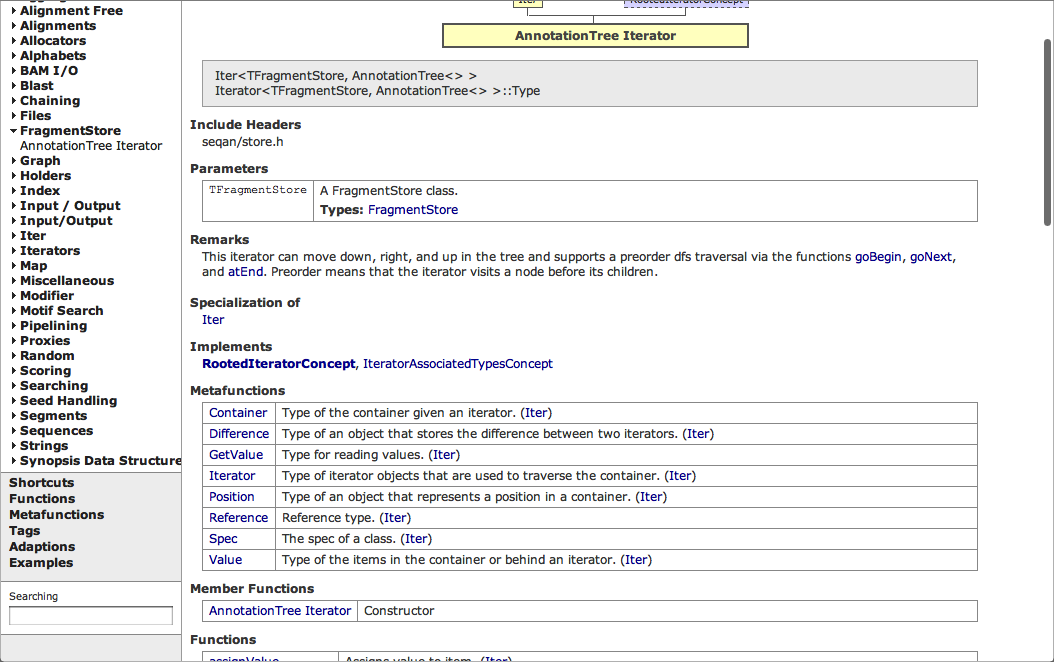 Alignment Free
Alignments
Allocators
Alphabets
BAM I/O
Blast
Chaining
Files
FragmentStore
AnnotationTree Iterator
Graph
Holders
Index
Input / Output
Input/Output
Iter
Iterators
Map
Miscellaneous
Modifier
Motif Search
Pipelining
Proxies
Random
Scoring
Searching
Seed Handling
Segments
Sequences
Strings
Synopsis Data Structure
Shortcuts
Functions
Metafunctions
Tags
Adaptions
Examples
Searching
Iter RootedIteratorConcept
AnnotationTree Iterator
Iter<TFragmentStore, AnnotationTree<> >
Iterator<TFragmentStore, AnnotationTree<> >::Type
Include Headers
seqan/store.h
Parameters
TFragmentStore A FragmentStore class.
Types: FragmentStore
Remarks
This iterator can move down, right, and up in the tree and supports a preorder dfs traversal via the functions goBegin, goNext,
and atEnd. Preorder means that the iterator visits a node before its children.
Specialization of
Iter
Implements
RootedIteratorConcept, IteratorAssociatedTypesConcept
Metafunctions
Container Type of the container given an iterator. (Iter)
Difference Type of an object that stores the difference between two iterators. (Iter)
GetValue Type for reading values. (Iter)
Iterator Type of iterator objects that are used to traverse the container. (Iter)
Position Type of an object that represents a position in a container. (Iter)
Reference Reference type. (Iter)
Spec The spec of a class. (Iter)
Value Type of the items in the container or behind an iterator. (Iter)
Member Functions
AnnotationTree Iterator Constructor
Functions
assignValue Assigns value to item. (Iter)